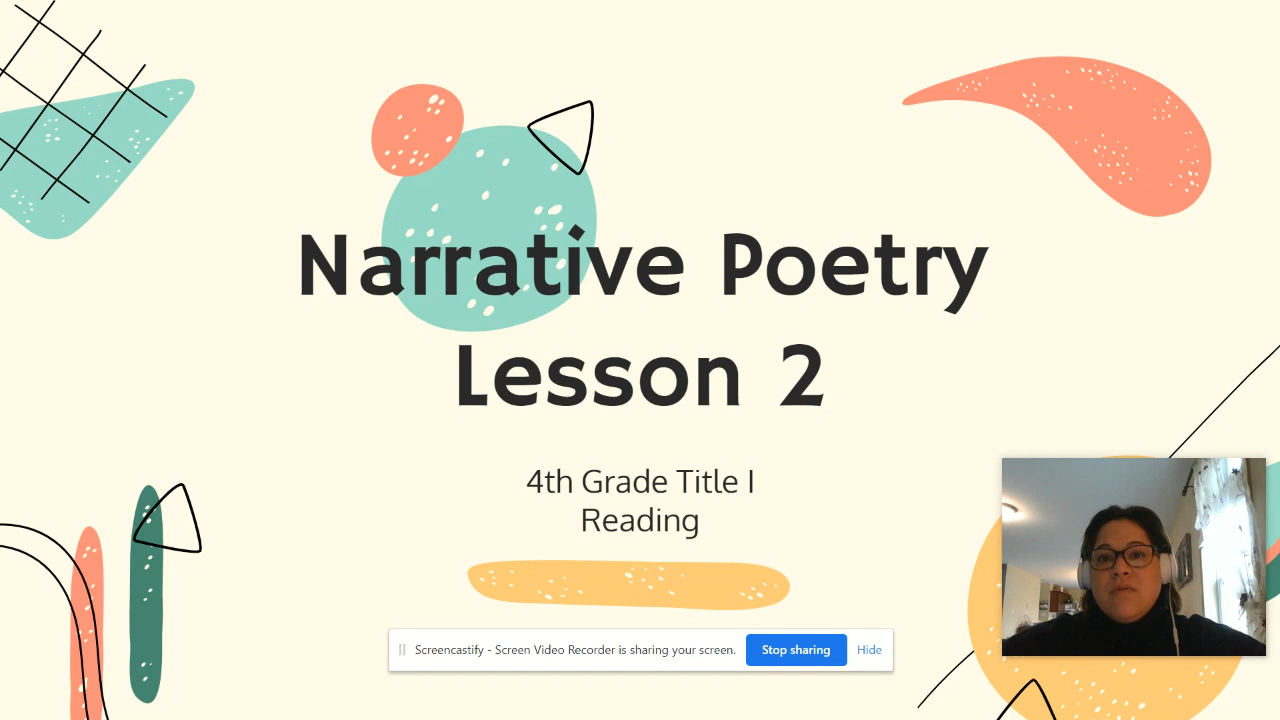 Narrative Poetry
Lesson 2
4th Grade Title I
Reading
Screencastify - Screen Video Recorder is sharing your screen. Stop sharing Hide